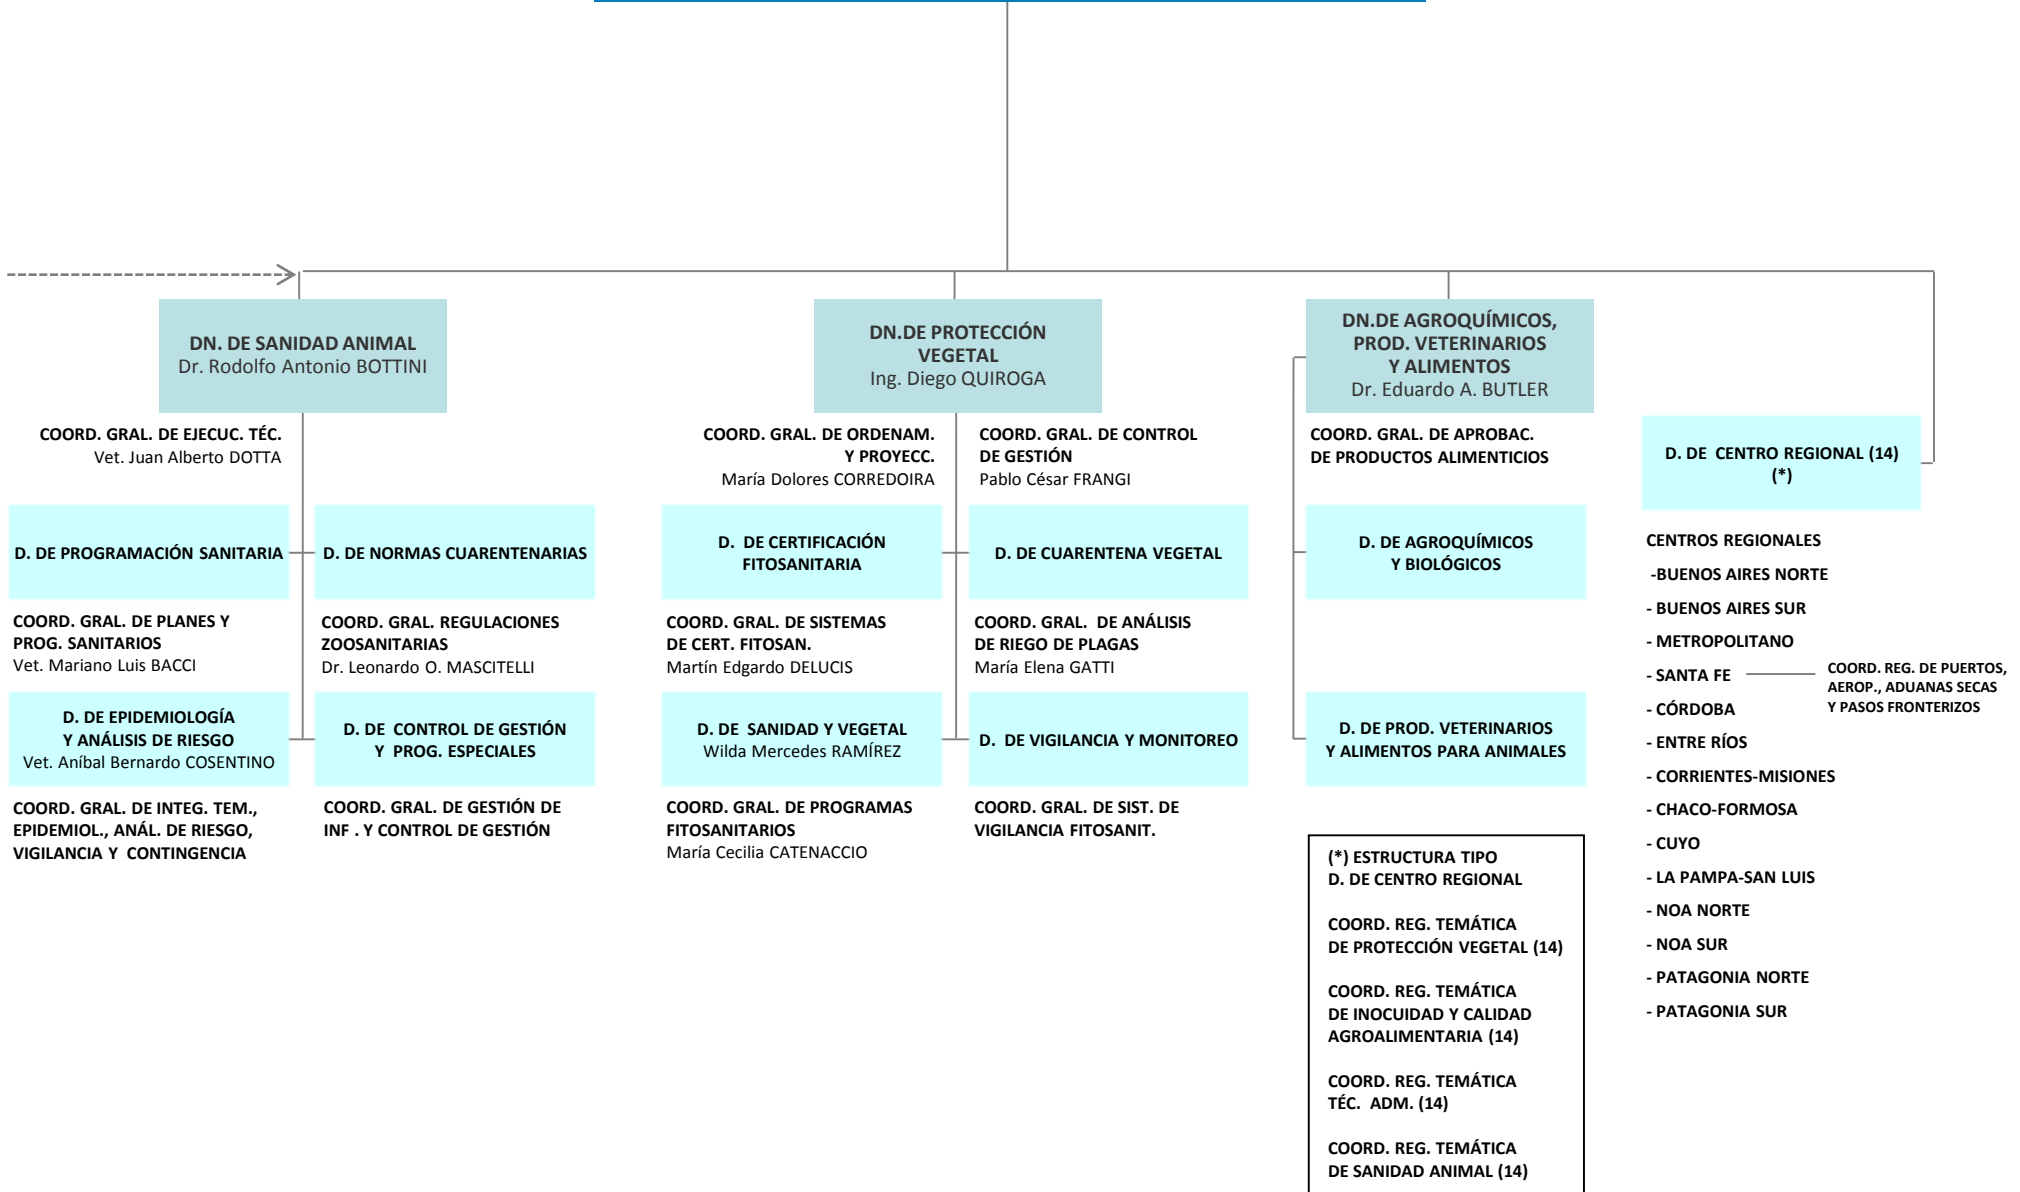 DN. DE SANIDAD ANIMAL
Dr. Rodolfo Antonio BOTTINI
COORD. GRAL. DE EJECUC. TÉC.
Vet. Juan Alberto DOTTA
D. DE PROGRAMACIÓN SANITARIA
D. DE NORMAS CUARENTENARIAS
COORD. GRAL. DE PLANES Y
PROG. SANITARIOS
Vet. Mariano Luis BACCI
COORD. GRAL. REGULACIONES
ZOOSANITARIAS
Dr. Leonardo O. MASCITELLI
D. DE EPIDEMIOLOGÍA
Y ANÁLISIS DE RIESGO
Vet. Aníbal Bernardo COSENTINO
D. DE CONTROL DE GESTIÓN
Y PROG. ESPECIALES
COORD. GRAL. DE INTEG. TEM.,
EPIDEMIOL., ANÁL. DE RIESGO,
VIGILANCIA Y CONTINGENCIA
COORD. GRAL. DE GESTIÓN DE
INF . Y CONTROL DE GESTIÓN
DN.DE PROTECCIÓN
VEGETAL
Ing. Diego QUIROGA
COORD. GRAL. DE ORDENAM.
Y PROYECC.
María Dolores CORREDOIRA
COORD. GRAL. DE CONTROL
DE GESTIÓN
Pablo César FRANGI
D. DE CERTIFICACIÓN
FITOSANITARIA
D. DE CUARENTENA VEGETAL
COORD. GRAL. DE SISTEMAS
DE CERT. FITOSAN.
Martín Edgardo DELUCIS
COORD. GRAL. DE ANÁLISIS
DE RIEGO DE PLAGAS
María Elena GATTI
D. DE SANIDAD Y VEGETAL
Wilda Mercedes RAMÍREZ
D. DE VIGILANCIA Y MONITOREO
COORD. GRAL. DE PROGRAMAS
FITOSANITARIOS
María Cecilia CATENACCIO
COORD. GRAL. DE SIST. DE
VIGILANCIA FITOSANIT.
DN.DE AGROQUÍMICOS,
PROD. VETERINARIOS
Y ALIMENTOS
Dr. Eduardo A. BUTLER
COORD. GRAL. DE APROBAC.
DE PRODUCTOS ALIMENTICIOS
D. DE AGROQUÍMICOS
Y BIOLÓGICOS
D. DE PROD. VETERINARIOS
Y ALIMENTOS PARA ANIMALES
(*) ESTRUCTURA TIPO
D. DE CENTRO REGIONAL
COORD. REG. TEMÁTICA
DE PROTECCIÓN VEGETAL (14)
COORD. REG. TEMÁTICA
DE INOCUIDAD Y CALIDAD
AGROALIMENTARIA (14)
COORD. REG. TEMÁTICA
TÉC. ADM. (14)
COORD. REG. TEMÁTICA
DE SANIDAD ANIMAL (14)
D. DE CENTRO REGIONAL (14)
(*)
CENTROS REGIONALES
-BUENOS AIRES NORTE
- BUENOS AIRES SUR
- METROPOLITANO
- SANTA FE
COORD. REG. DE PUERTOS,
AEROP., ADUANAS SECAS
Y PASOS FRONTERIZOS
- CÓRDOBA
- ENTRE RÍOS
- CORRIENTES-MISIONES
- CHACO-FORMOSA
- CUYO
- LA PAMPA-SAN LUIS
- NOA NORTE
- NOA SUR
- PATAGONIA NORTE
- PATAGONIA SUR